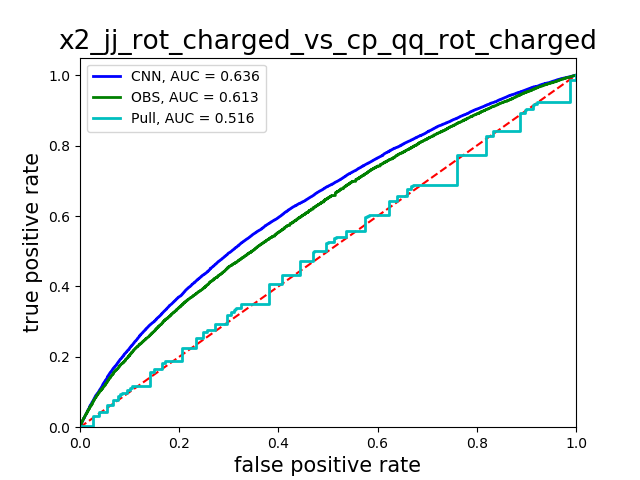 x2_jj_rot_charged_vs_cp_qq_rot_charged
CNN, AUC = 0.636
OBS, AUC = 0.613
Pull, AUC = 0.516
1.0
0.8
0.6
0.4
0.2
0.0
true positive rate
0.0 0.2 0.4 0.6 0.8 1.0
false positive rate